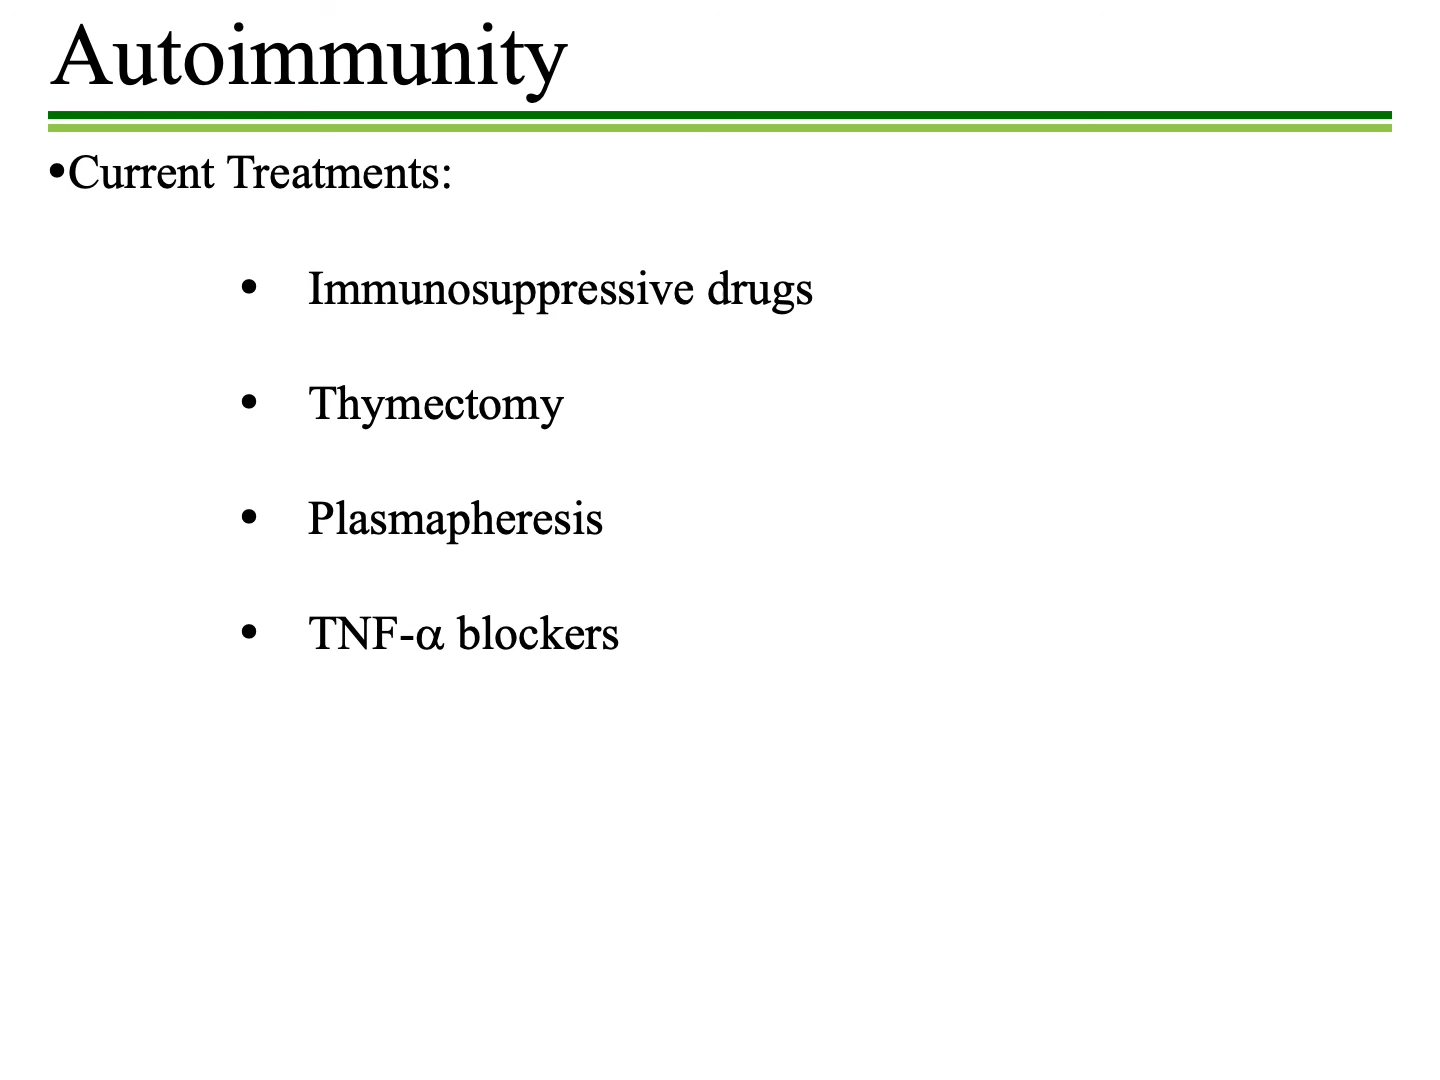 Autoimmunity
•Current Treatments:
• Immunosuppressive drugs
• Thymectomy
• Plasmapheresis
• TNF-α blockers